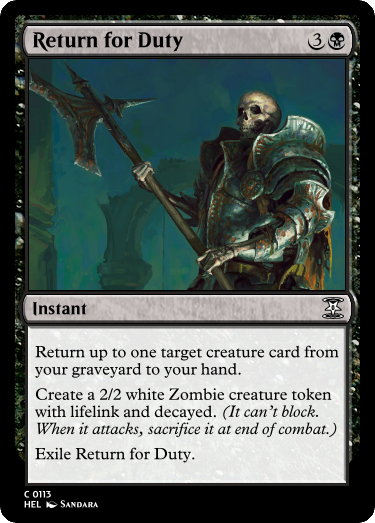 Return for Duty 3
Instant
Return up to one target creature card from
your graveyard to your hand.
Create a 2/2 white Zombie creature token
with lifelink and decayed. (It can't block.
When it attacks, sacrifice it at end of combat.)
Exile Return for Duty.
C 0113
HEL Sandara